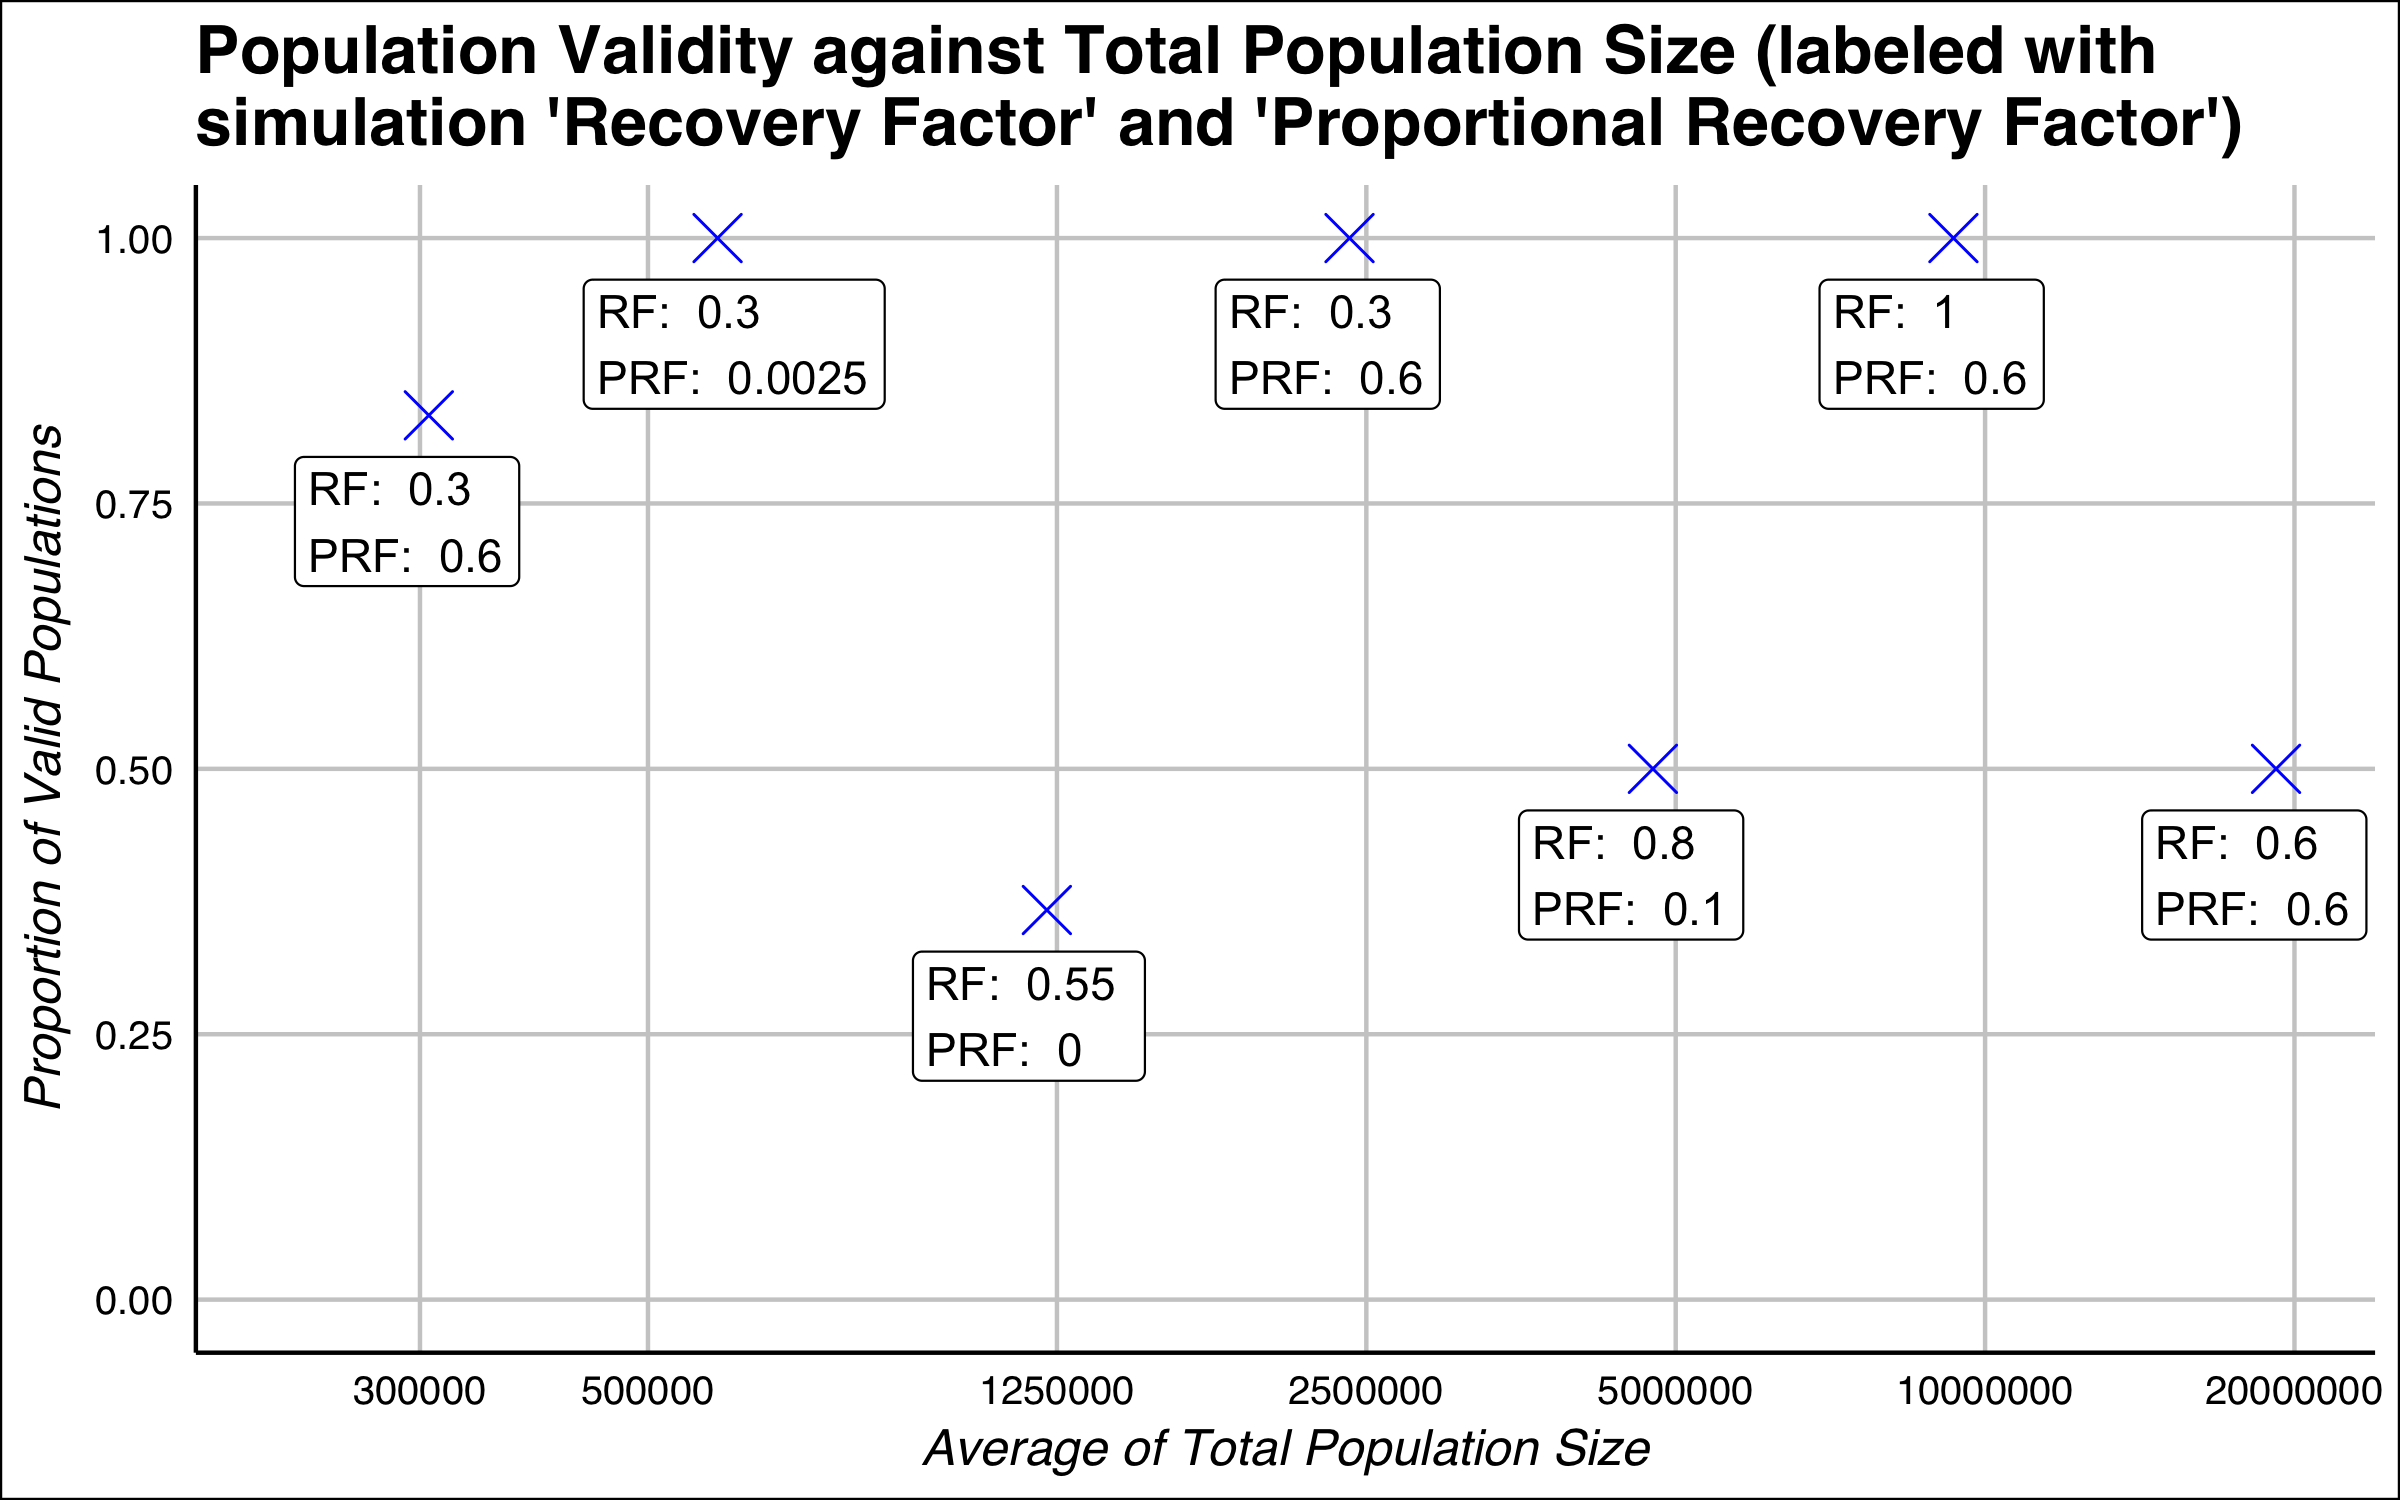 Population Validity against Total Population Size (labeled with
simulation 'Recovery Factor' and 'Proportional Recovery Factor')
Proportion of Valid Populations
1.00
0.75
0.50
0.25
0.00
RF: 0.3
PRF: 0.6
RF: 0.3
PRF: 0.0025
RF: 0.55
PRF: 0
RF: 0.3
PRF: 0.6
RF: 0.8
PRF: 0.1
RF: 1
PRF: 0.6
RF: 0.6
PRF: 0.6
300000 500000 1250000 2500000 5000000 10000000 20000000
Average of Total Population Size